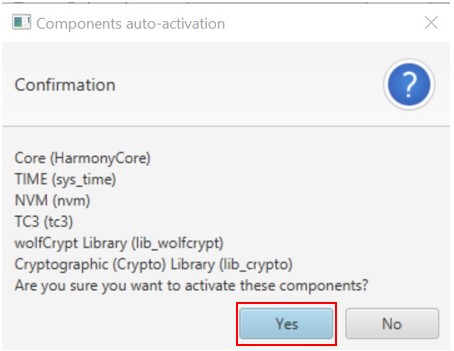 Components auto-activation
Confirmation
?
Core (HarmonyCore)
TIME (sys_time)
NVM (nvm)
TC3 (tc3)
wolfCrypt Library (lib_wolfcrypt)
Cryptographic (Crypto) Library (lib_crypto)
Are you sure you want to activate these components?
Yes No